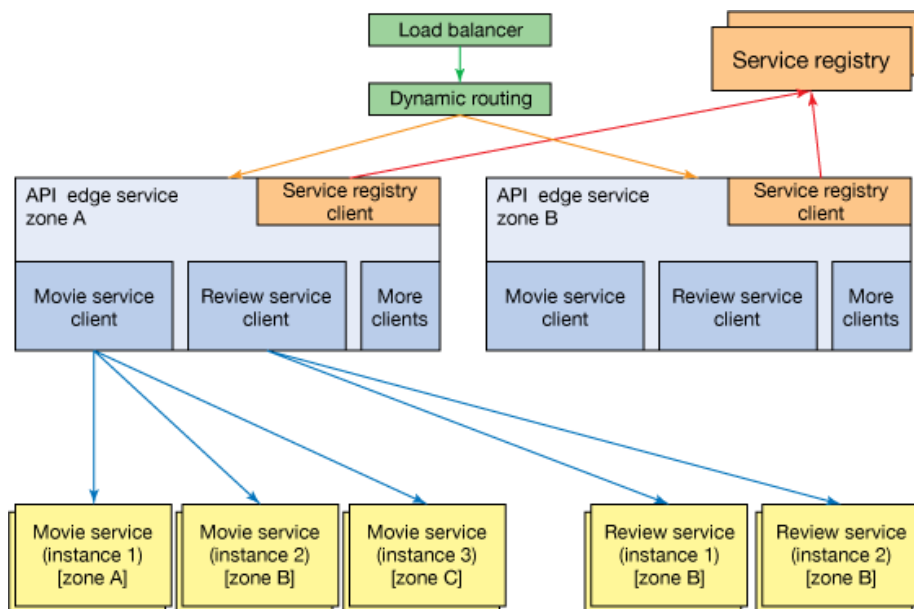 Load balancer
Service registry
Dynamic routing
API edge service
zone A
Service registry
client
API edge service
zone B
Service registry
client
Movie service
client
Review service
client
More
clients
Movie service
client
Review service
client
More
clients
Movie service
(instance 1)
[zone A]
Movie service
(instance 2)
[zone B]
Movie service
(instance 3)
[zone C]
Review service
(instance 1)
[zone B]
Review service
(instance 2)
[zone B]